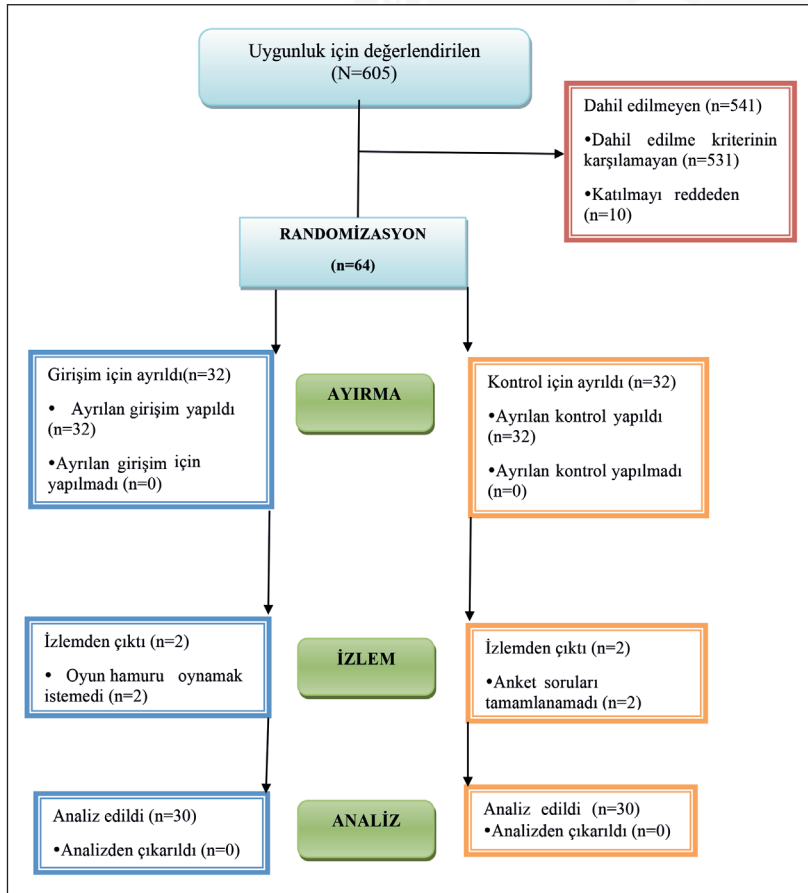 Uygunluk için değerlendirilen
(N=605)
Dahil edilmeyen (n=541)
•Dahil edilme kriterinin
karşılamayan (n=531)
•Katılmayı reddeden
(n=10)
RANDOMİZASYON
(n=64)
Girişim için ayrıldı(n=32)
• Ayrılan girişim yapıldı
(n=32)
•Ayrılan girişim için
yapılmadı (n=0)
AYIRMA
Kontrol için ayrıldı (n=32)
•Ayrılan kontrol yapıldı
(n=32)
•Ayrılan kontrol yapılmadı
(n=0)
İzlemden çıktı (n=2)
• Oyun hamuru oynamak
istemedi (n=2)
İZLEM
İzlemden çıktı (n=2)
•Anket soruları
tamamlanamadı (n=2)
Analiz edildi (n=30)
•Analizden çıkarıldı (n=0)
ANALİZ
Analiz edildi (n=30)
•Analizden çıkarıldı (n=0)